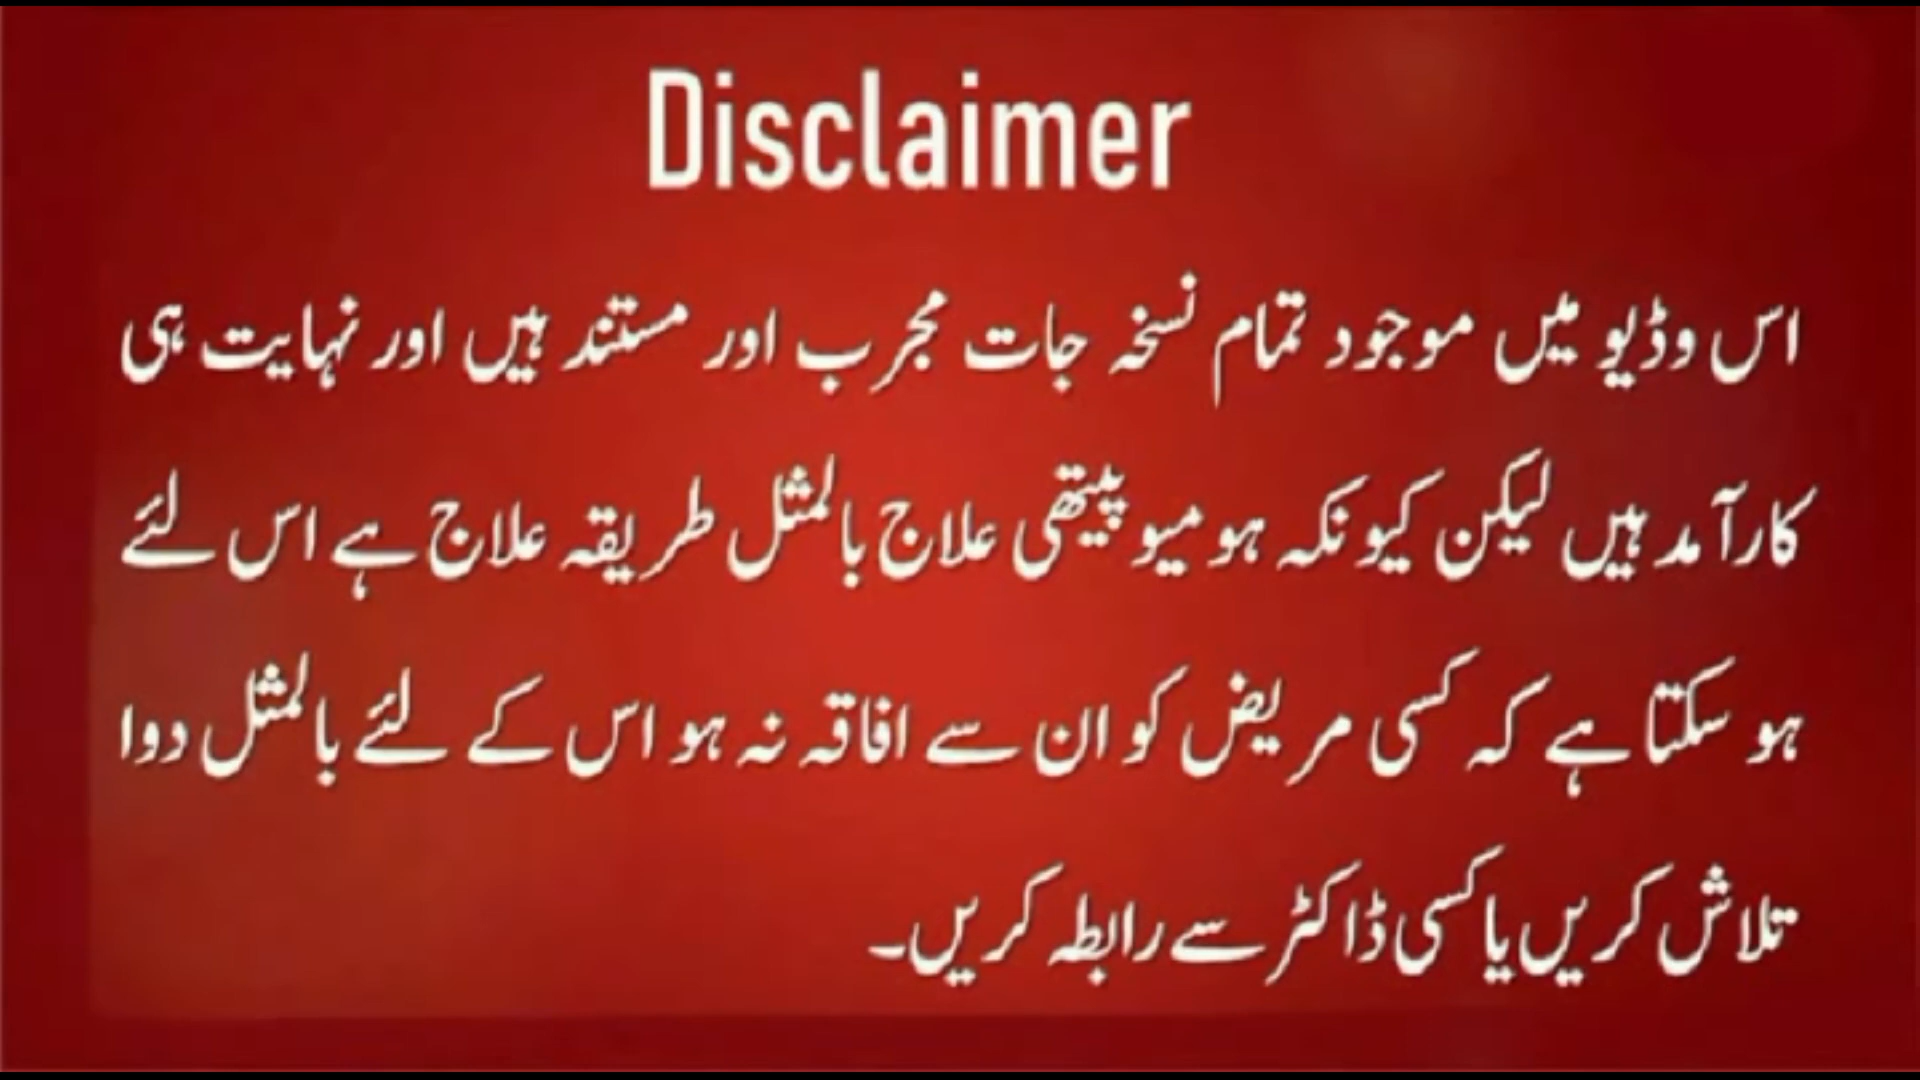 Disclaimer
اس وڈیو میں موجود تمام نسخہ جات مجرب اور مستند ہیں اور نہایت ہی
کارآمد ہیں لیکن کیونکہ ہومیوپیتھی علاج بالمثل طریقہ علاج ہے اس لئے
ہو سکتا ہے کہ کسی مریض کو ان سے افاقہ نہ ہو اس کے لئے بالمثل دوا
تلاش کریں یا کسی ڈاکٹر سے رابطہ کریں۔